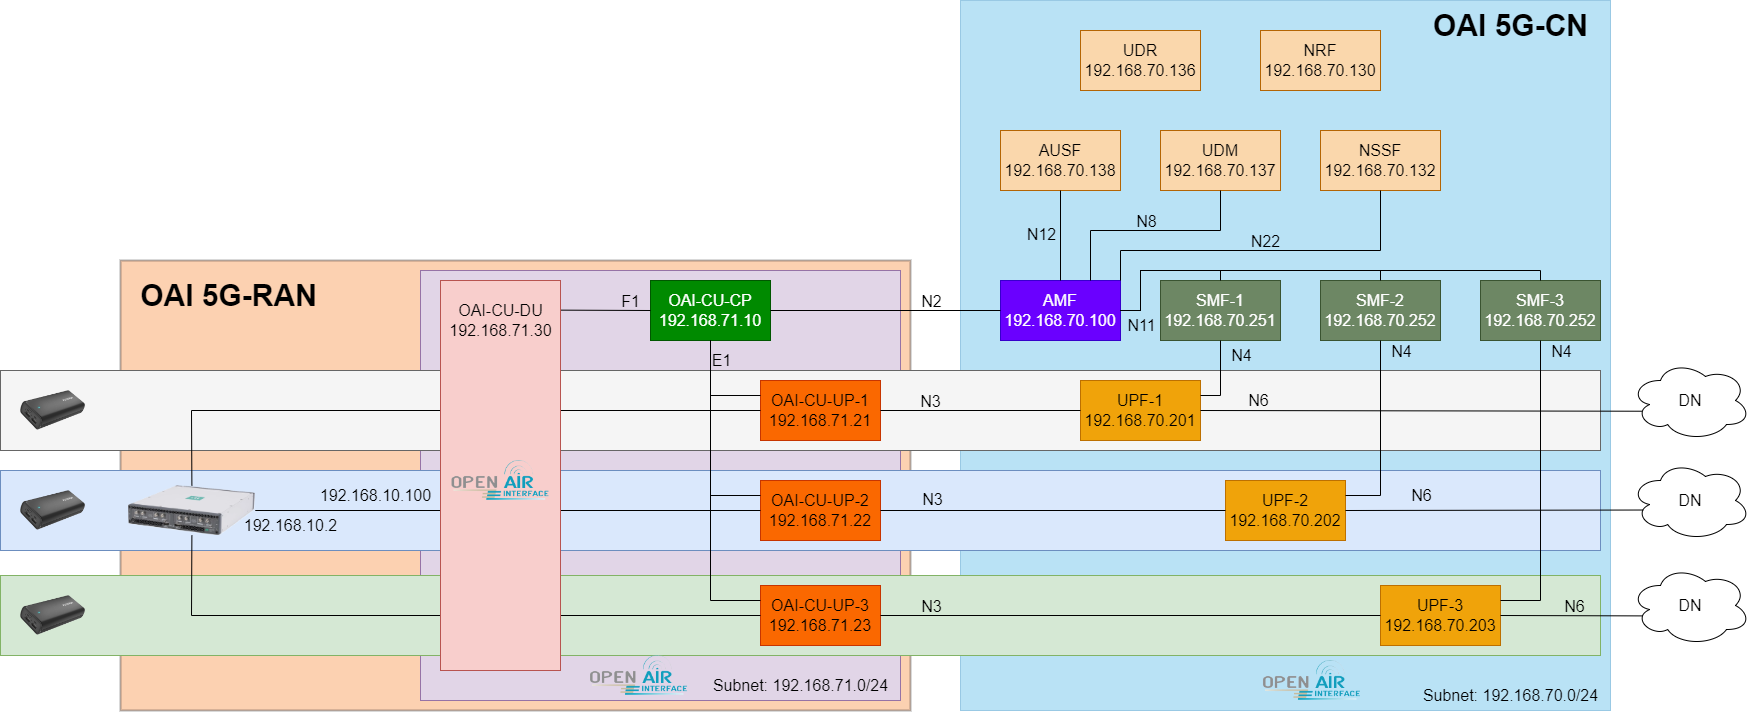 OAI 5G-CN
UDR
192.168.70.136
NRF
192.168.70.130
AUSF
192.168.70.138
UDM
192.168.70.137
NSSF
192.168.70.132
N12
N8
N22
OAI 5G-RAN
OAI-CU-DU
192.168.71.30
F1
OAI-CU-CP
192.168.71.10
N2
AMF
192.168.70.100
N11
SMF-1
192.168.70.251
SMF-2
192.168.70.252
SMF-3
192.168.70.252
E1
N4
N4
N4
OAI-CU-UP-1
192.168.71.21
N3
UPF-1
192.168.70.201
N6
DN
OPEN AIR
INTERFACE
192.168.10.100
192.168.10.2
OAI-CU-UP-2
192.168.71.22
N3
UPF-2
192.168.70.202
N6
DN
OAI-CU-UP-3
192.168.71.23
N3
UPF-3
192.168.70.203
N6
DN
OPEN AIR
INTERFACE
Subnet: 192.168.71.0/24
OPEN AIR
INTERFACE
Subnet: 192.168.70.0/24